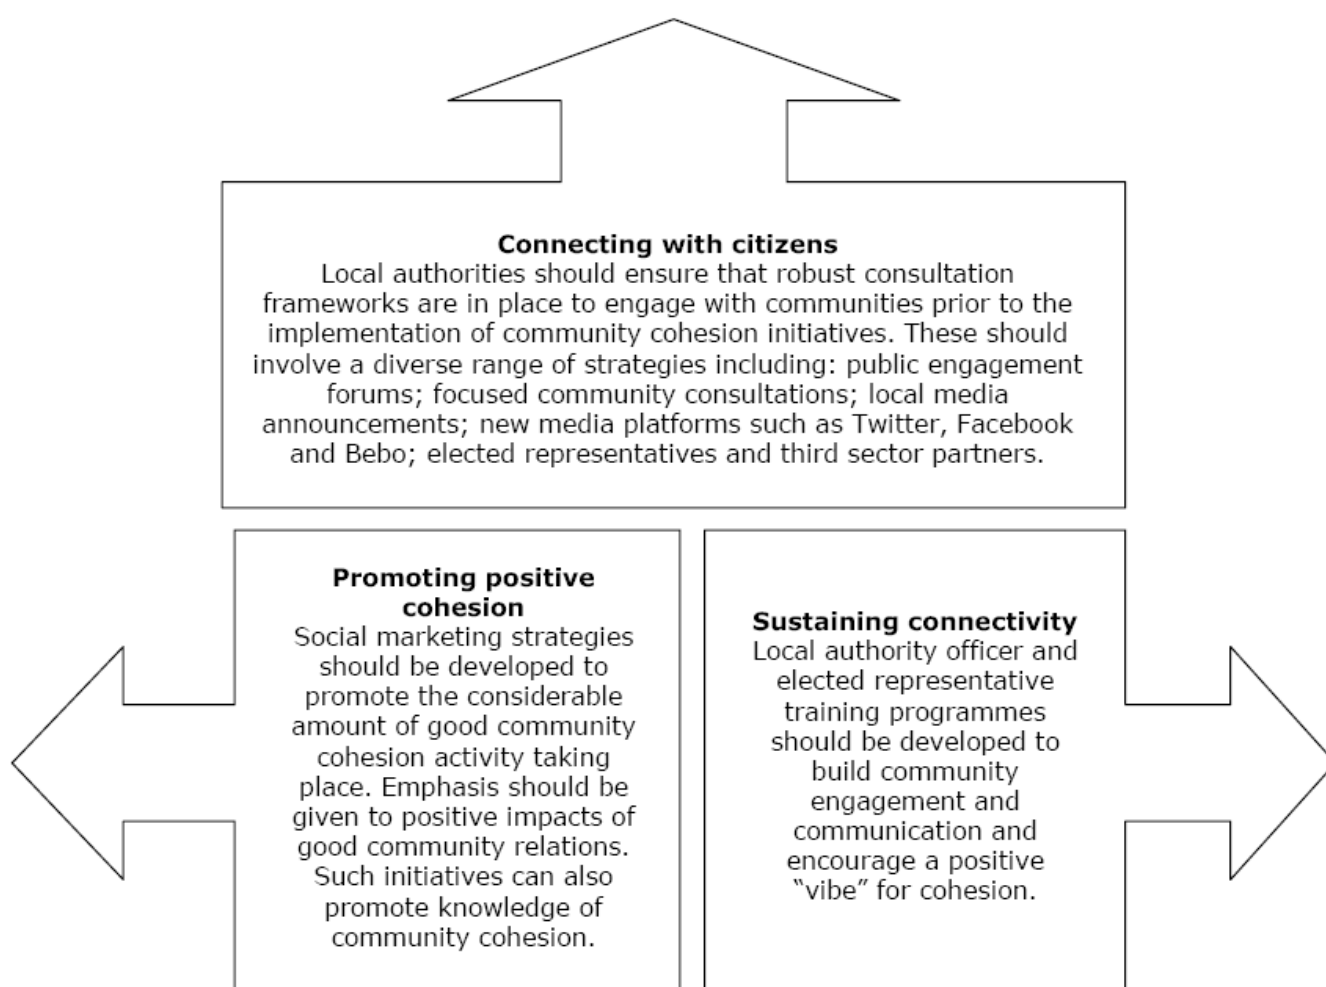 Connecting with citizens
Local authorities should ensure that robust consultation
frameworks are in place to engage with communities prior to the
implementation of community cohesion initiatives. These should
involve a diverse range of strategies including: public engagement
forums; focused community consultations; local media
announcements; new media platforms such as Twitter, Facebook
and Bebo; elected representatives and third sector partners.
Promoting positive
cohesion
Social marketing strategies
should be developed to
promote the considerable
amount of good community
cohesion activity taking
place. Emphasis should be
given to positive impacts of
good community relations.
Such initiatives can also
promote knowledge of
community cohesion.
Sustaining connectivity
Local authority officer and
elected representative
training programmes
should be developed to
build community
engagement and
communication and
encourage a positive
“vibe” for cohesion.